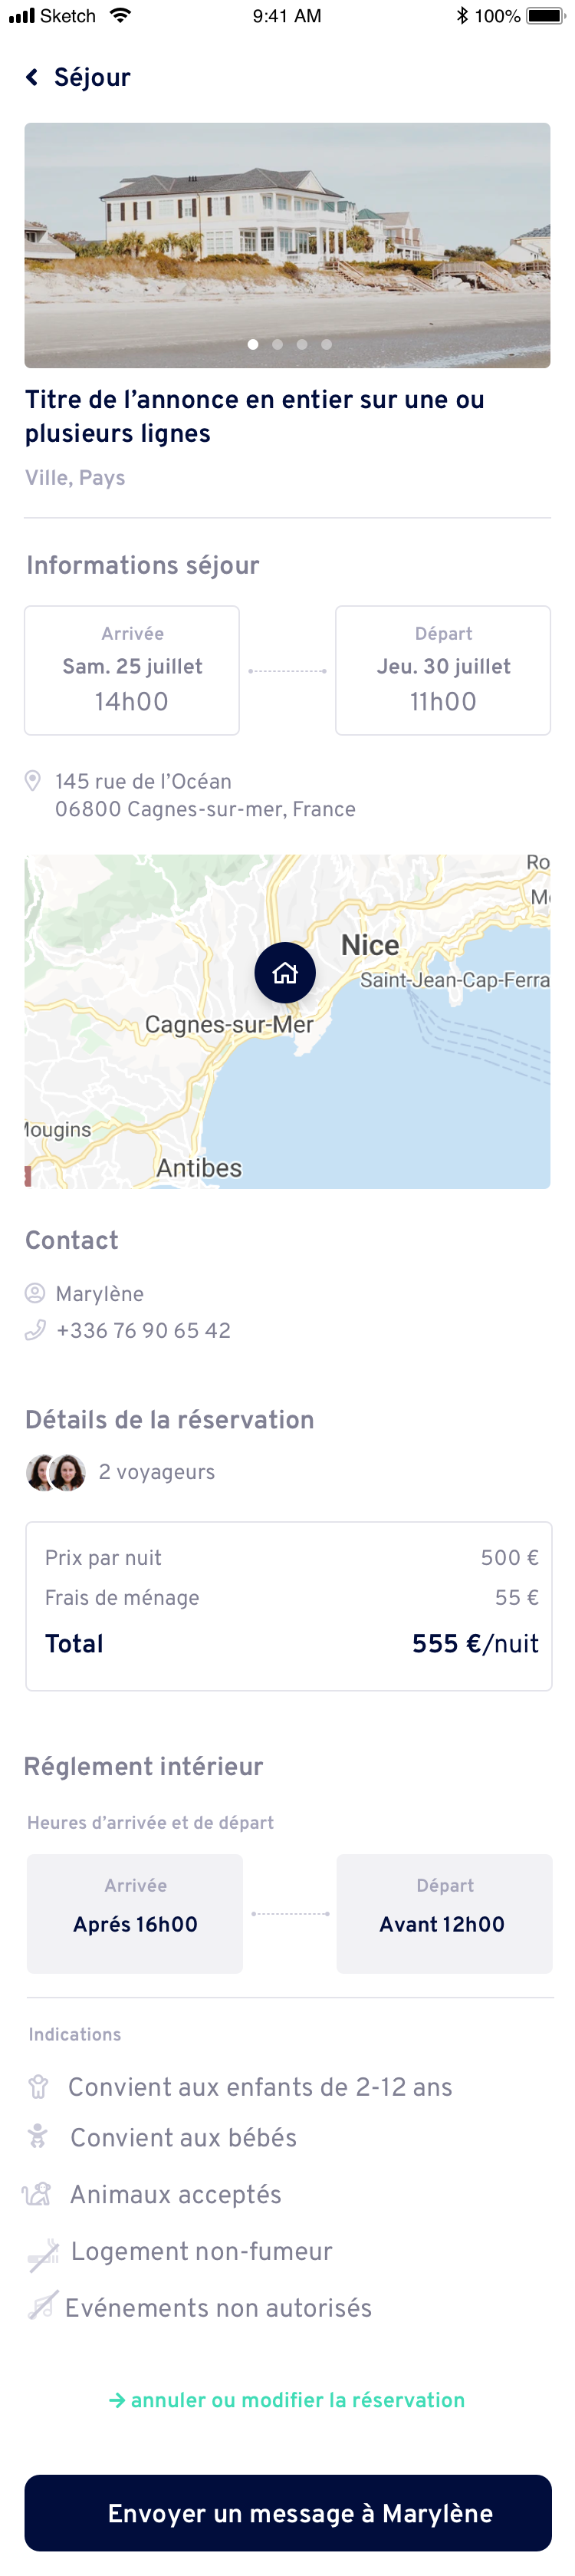 Sketch 9:41 AM 100%
Séjour
Titre de l’annonce en entier sur une ou
plusieurs lignes
Ville, Pays
Informations séjour
Arrivée
Sam. 25 juillet
14h00
Départ
Jeu. 30 juillet
11h00
145 rue de l’Océan
06800 Cagnes-sur-mer, France
Ro
Nice
Saint-Jean-Cap-Ferra
Cagnes-sur-Mer
Mougins
Antibes
Contact
Marylène
+336 76 90 65 42
Détails de la réservation
2 voyageurs
Prix par nuit 500 €
Frais de ménage 55 €
Total 555 €/nuit
Réglement intérieur
Heures d’arrivée et de départ
Arrivée
Aprés 16h00
Départ
Avant 12h00
Indications
Convient aux enfants de 2-12 ans
Convient aux bébés
Animaux acceptés
Logement non-fumeur
Evénements non autorisés
→ annuler ou modifier la réservation
Envoyer un message à Marylène